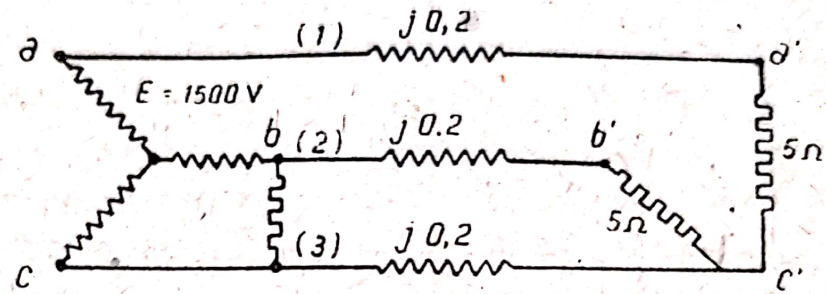 a (1) j 0,2 a'
E = 1500 V
b (2) j 0.2 b'
5Ω
5Ω
c (3) j 0,2 c'